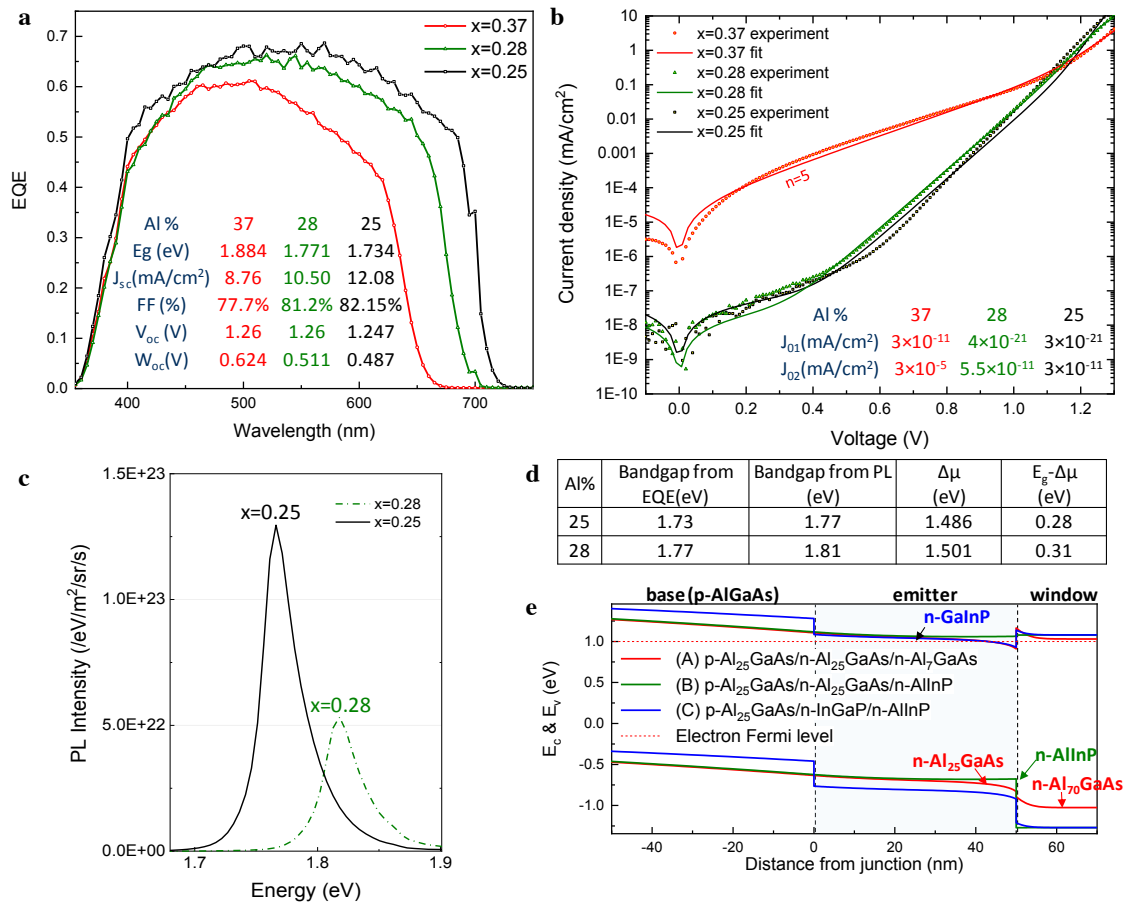 a
x=0.37
x=0.28
x=0.25
EQE
0.7
0.6
0.5
0.4
0.3
0.2
0.1
0.0
Al % 37 28 25
Eg (eV) 1.884 1.771 1.734
Jsc(mA/cm²) 8.76 10.50 12.08
FF (%) 77.7% 81.2% 82.15%
Voc (V) 1.26 1.26 1.247
Woc(V) 0.624 0.511 0.487
400 500 600 700
Wavelength (nm)
b
x=0.37 experiment
x=0.37 fit
x=0.28 experiment
x=0.28 fit
x=0.25 experiment
x=0.25 fit
Current density (mA/cm²)
10
1
0.1
0.01
0.001
1E-4
1E-5
1E-6
1E-7
1E-8
1E-9
1E-10
n=5
Al % 37 28 25
J01(mA/cm²) 3×10⁻¹¹ 4×10⁻²¹ 3×10⁻²¹
J02(mA/cm²) 3×10⁻⁵ 5.5×10⁻¹¹ 3×10⁻¹¹
0.0 0.2 0.4 0.6 0.8 1.0 1.2
Voltage (V)
c
PL Intensity (/eV/m²/sr/s)
1.5E+23
1.0E+23
5.0E+22
0.0E+00
x=0.25
x=0.28
x=0.28
x=0.25
1.7 1.8 1.9
Energy (eV)
d
Al% Bandgap from EQE(eV) Bandgap from PL (eV) Δμ (eV) Eg-Δμ (eV)
25 1.73 1.77 1.486 0.28
28 1.77 1.81 1.501 0.31
e
base (p-AlGaAs) emitter window
n-GaInP
Ec & Ev (eV)
1.0
0.5
0.0
-0.5
-1.0
(A) p-Al25GaAs/n-Al25GaAs/n-Al7GaAs
(B) p-Al25GaAs/n-Al25GaAs/n-AlInP
(C) p-Al25GaAs/n-InGaP/n-AlInP
Electron Fermi level
n-AlInP
n-Al25GaAs
n-Al70GaAs
-40 -20 0 20 40 60
Distance from junction (nm)